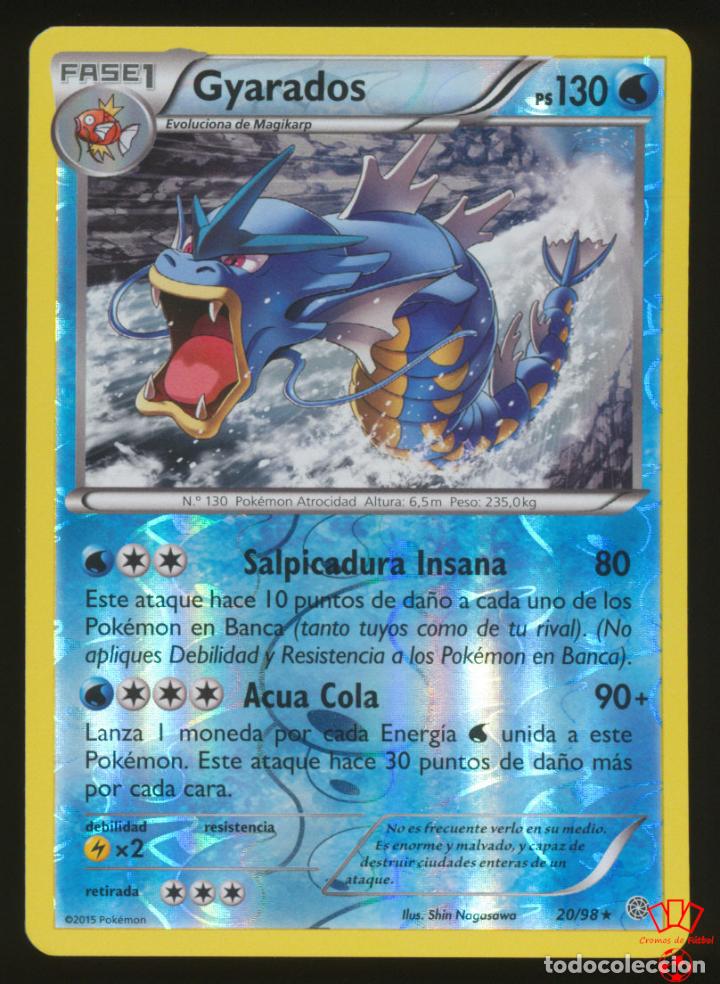 FASE1
Gyarados
PS 130
Evoluciona de Magikarp
N.º 130 Pokémon Atrocidad Altura: 6,5m Peso: 235,0kg
Salpicadura Insana 80
Este ataque hace 10 puntos de daño a cada uno de los
Pokémon en Banca (tanto tuyos como de tu rival). (No
apliques Debilidad y Resistencia a los Pokémon en Banca).
Acua Cola 90+
Lanza 1 moneda por cada Energía unida a este
Pokémon. Este ataque hace 30 puntos de daño más
por cada cara.
debilidad resistencia
×2
No es frecuente verlo en su medio.
Es enorme y malvado, y capaz de
destruir ciudades enteras de un
ataque.
retirada
©2015 Pokémon
Ilus. Shin Nagasawa
20/98★
Cromos de Fútbol
todocoleccion